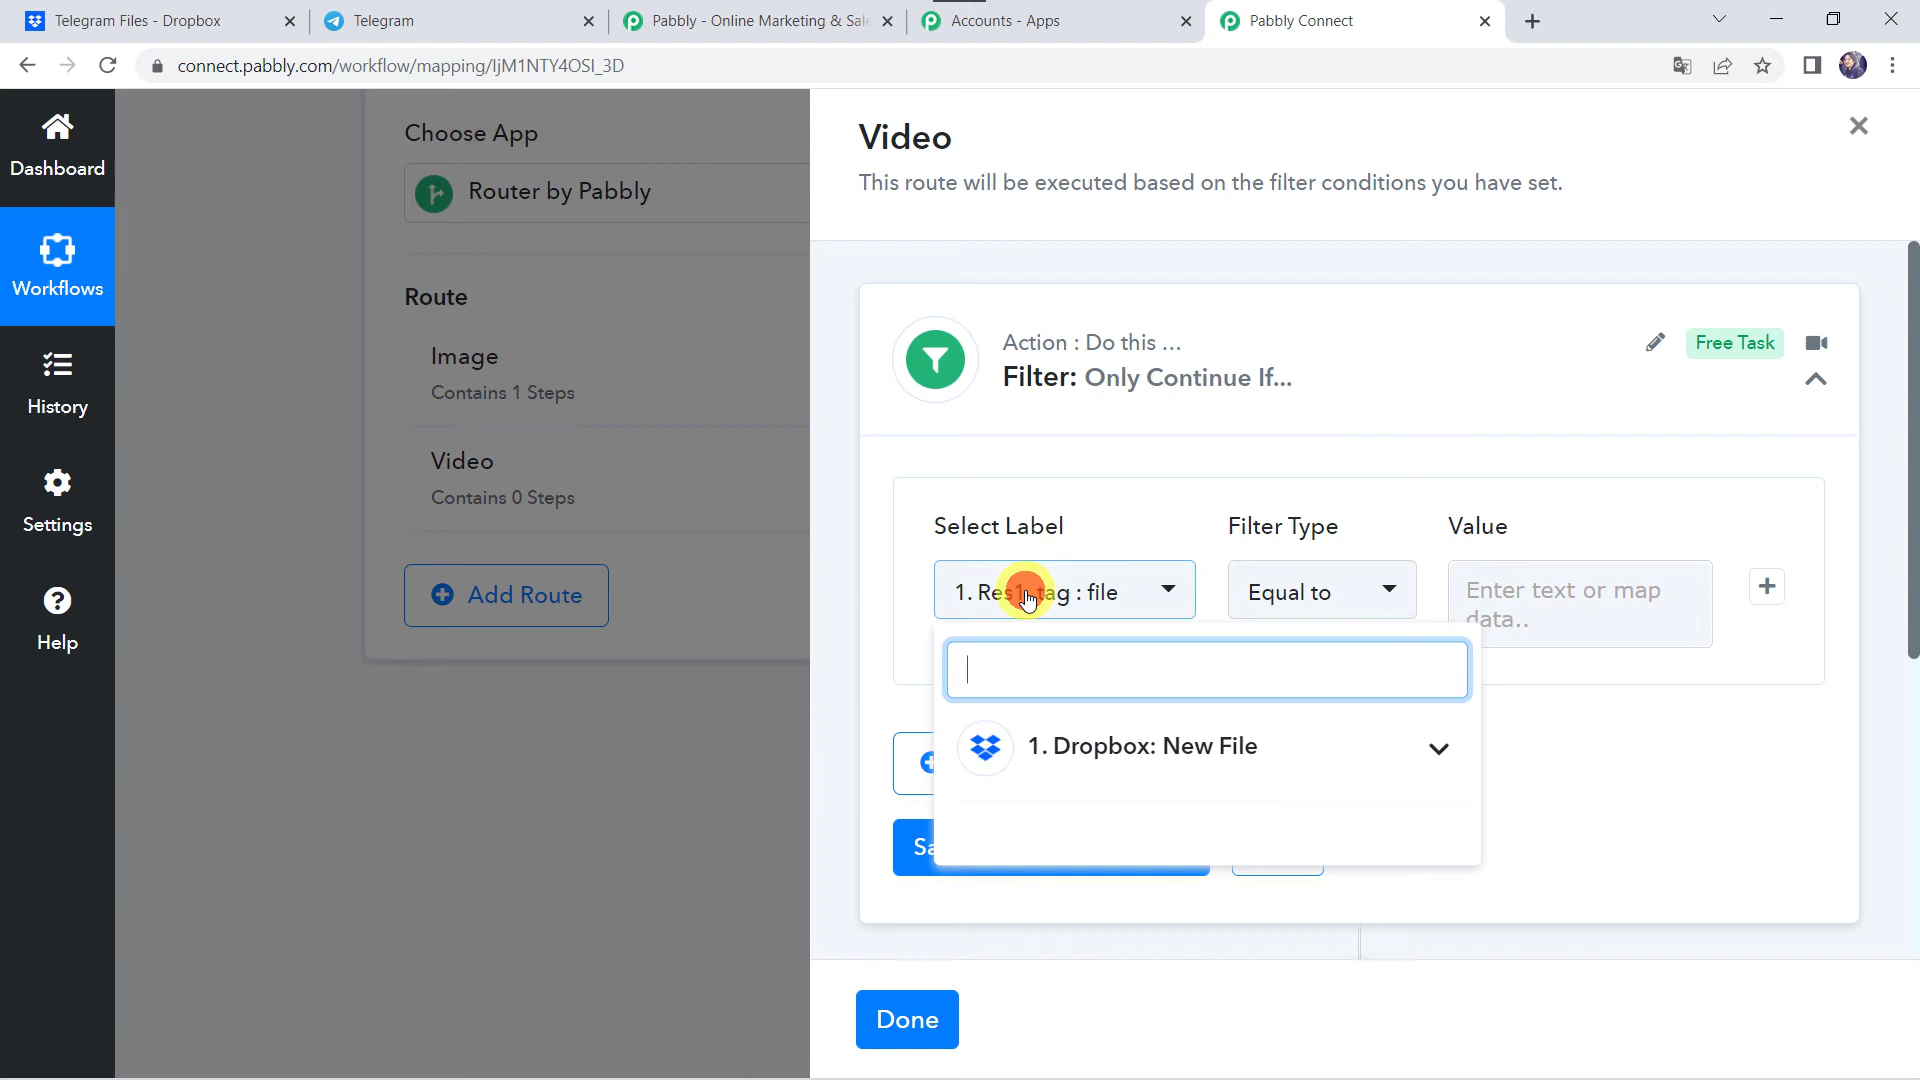 Telegram Files - Dropbox
Telegram
Pabbly - Online Marketing & Sale
Accounts - Apps
Pabbly Connect
connect.pabbly.com/workflow/mapping/IjM1NTY4OSI_3D
Dashboard
Workflows
History
Settings
Help
Choose App
Router by Pabbly
Route
Image
Contains 1 Steps
Video
Contains 0 Steps
Add Route
Video
This route will be executed based on the filter conditions you have set.
Action : Do this ...
Filter: Only Continue If...
Free Task
Select Label
Filter Type
Value
1. Res1 tag : file
Equal to
Enter text or map
data..
1. Dropbox: New File
Done